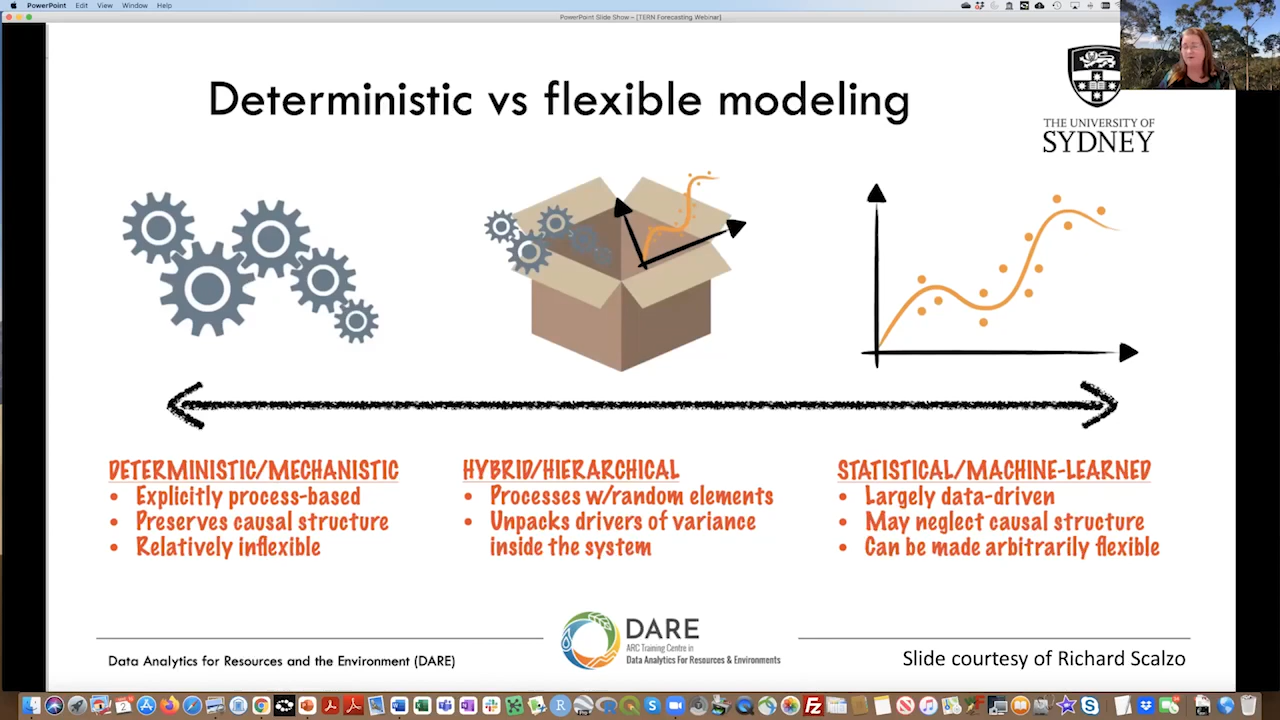 PowerPoint File Edit View Window Help
PowerPoint Slide Show – [TERN Forecasting Webinar]
Deterministic vs flexible modeling
THE UNIVERSITY OF
SYDNEY
DETERMINISTIC/MECHANISTIC
• Explicitly process-based
• Preserves causal structure
• Relatively inflexible
HYBRID/HIERARCHICAL
• Processes w/random elements
• Unpacks drivers of variance
inside the system
STATISTICAL/MACHINE-LEARNED
• Largely data-driven
• May neglect causal structure
• Can be made arbitrarily flexible
Data Analytics for Resources and the Environment (DARE)
DARE
ARC Training Centre in
Data Analytics For Resources & Environments
Slide courtesy of Richard Scalzo